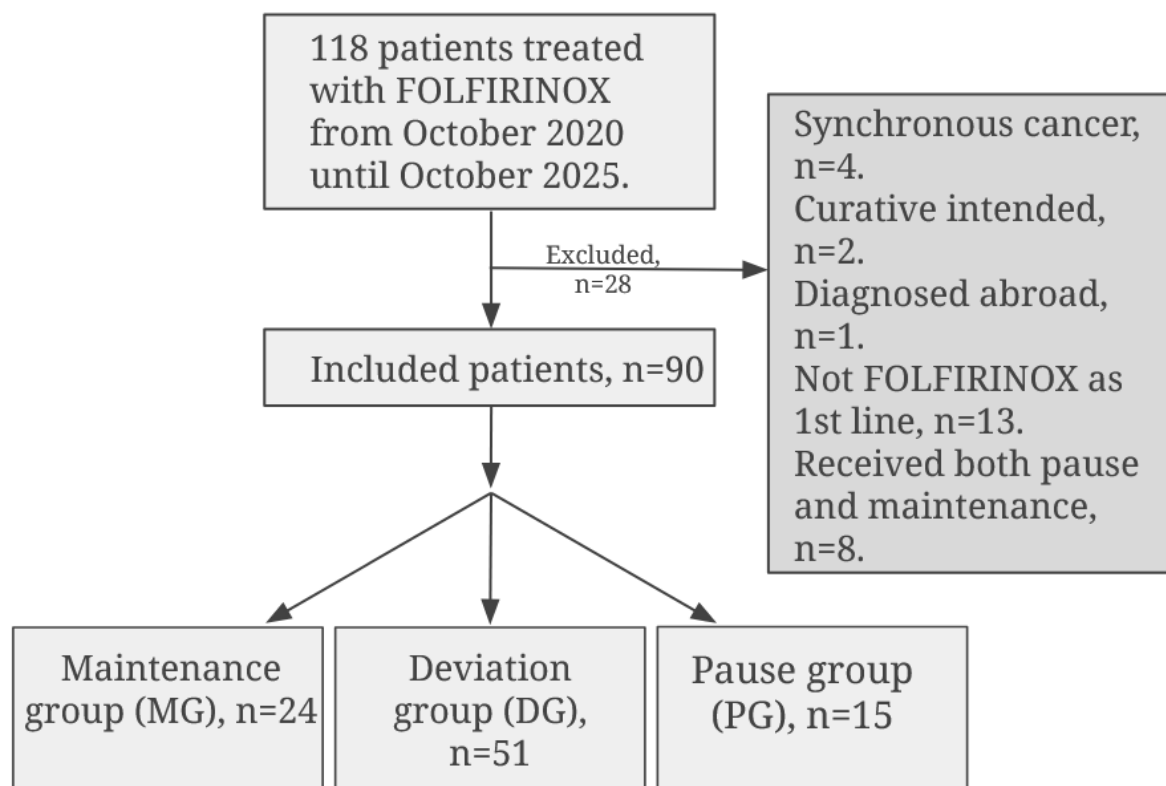 118 patients treated
with FOLFIRINOX
from October 2020
until October 2025.
Excluded,
n=28
Synchronous cancer,
n=4.
Curative intended,
n=2.
Diagnosed abroad,
n=1.
Not FOLFIRINOX as
1st line, n=13.
Received both pause
and maintenance,
n=8.
Included patients, n=90
Maintenance
group (MG), n=24
Deviation
group (DG),
n=51
Pause group
(PG), n=15